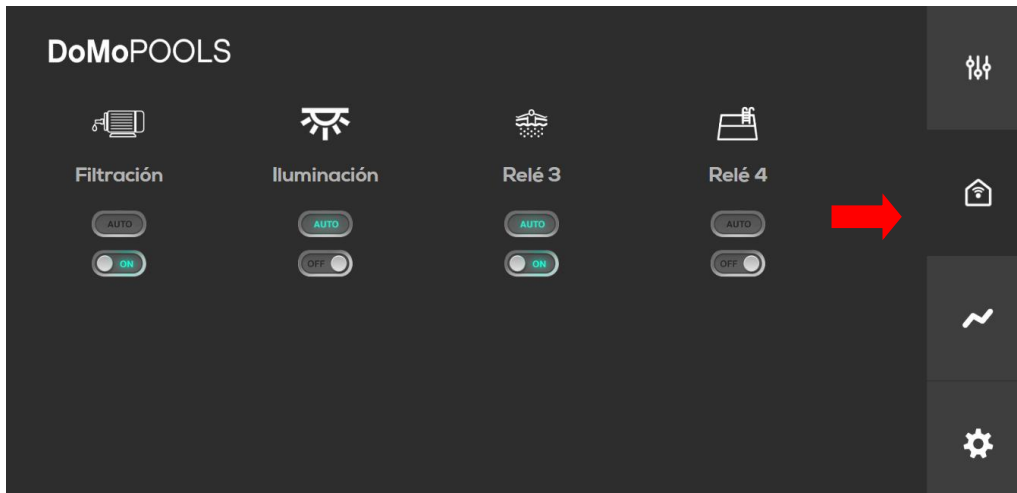 DoMoPOOLS
Filtración Iluminación Relé 3 Relé 4
AUTO AUTO AUTO AUTO
ON OFF ON OFF